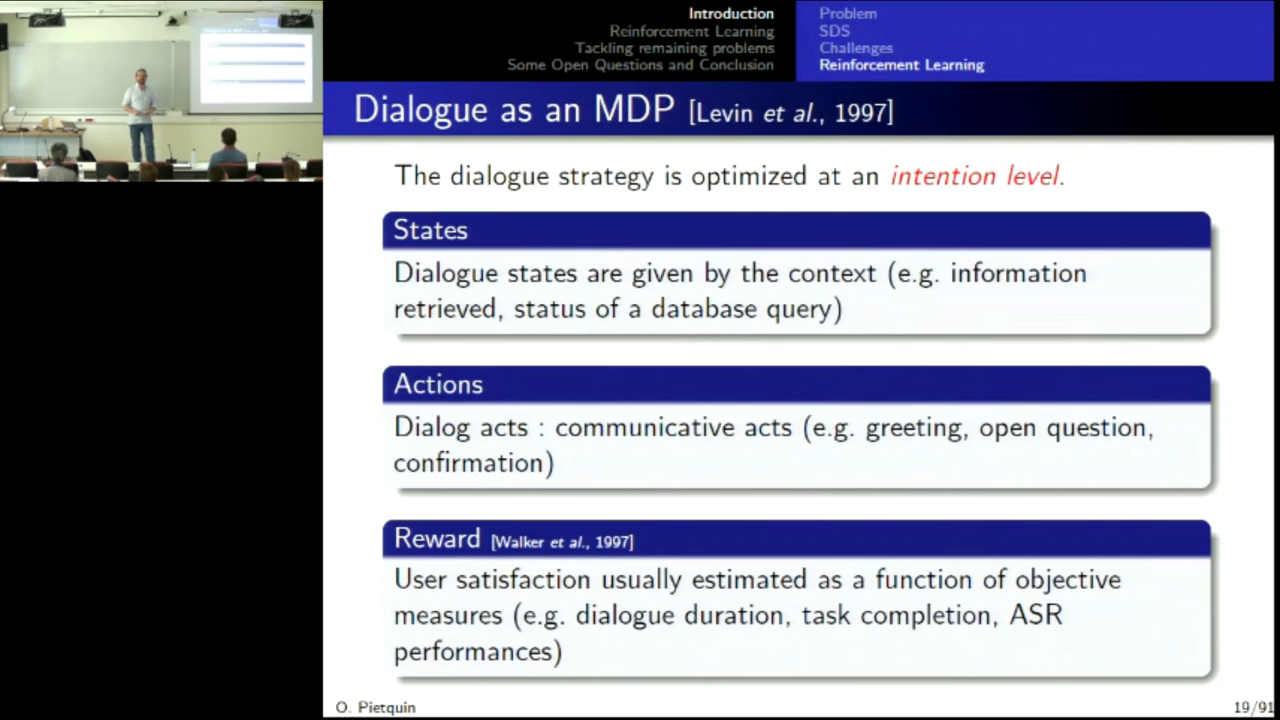 Introduction
Reinforcement Learning
Tackling remaining problems
Some Open Questions and Conclusion
Problem
SDS
Challenges
Reinforcement Learning
Dialogue as an MDP [Levin et al., 1997]
The dialogue strategy is optimized at an intention level.
States
Dialogue states are given by the context (e.g. information
retrieved, status of a database query)
Actions
Dialog acts : communicative acts (e.g. greeting, open question,
confirmation)
Reward [Walker et al., 1997]
User satisfaction usually estimated as a function of objective
measures (e.g. dialogue duration, task completion, ASR
performances)
O. Pietquin
19/91